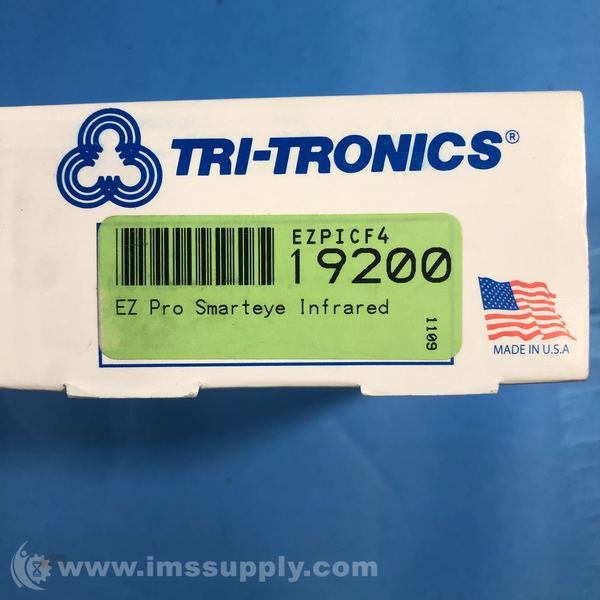 TRI-TRONICS®
EZPICF4
19200
EZ Pro Smarteye Infrared
1109
MADE IN U.S.A
www.imssupply.com